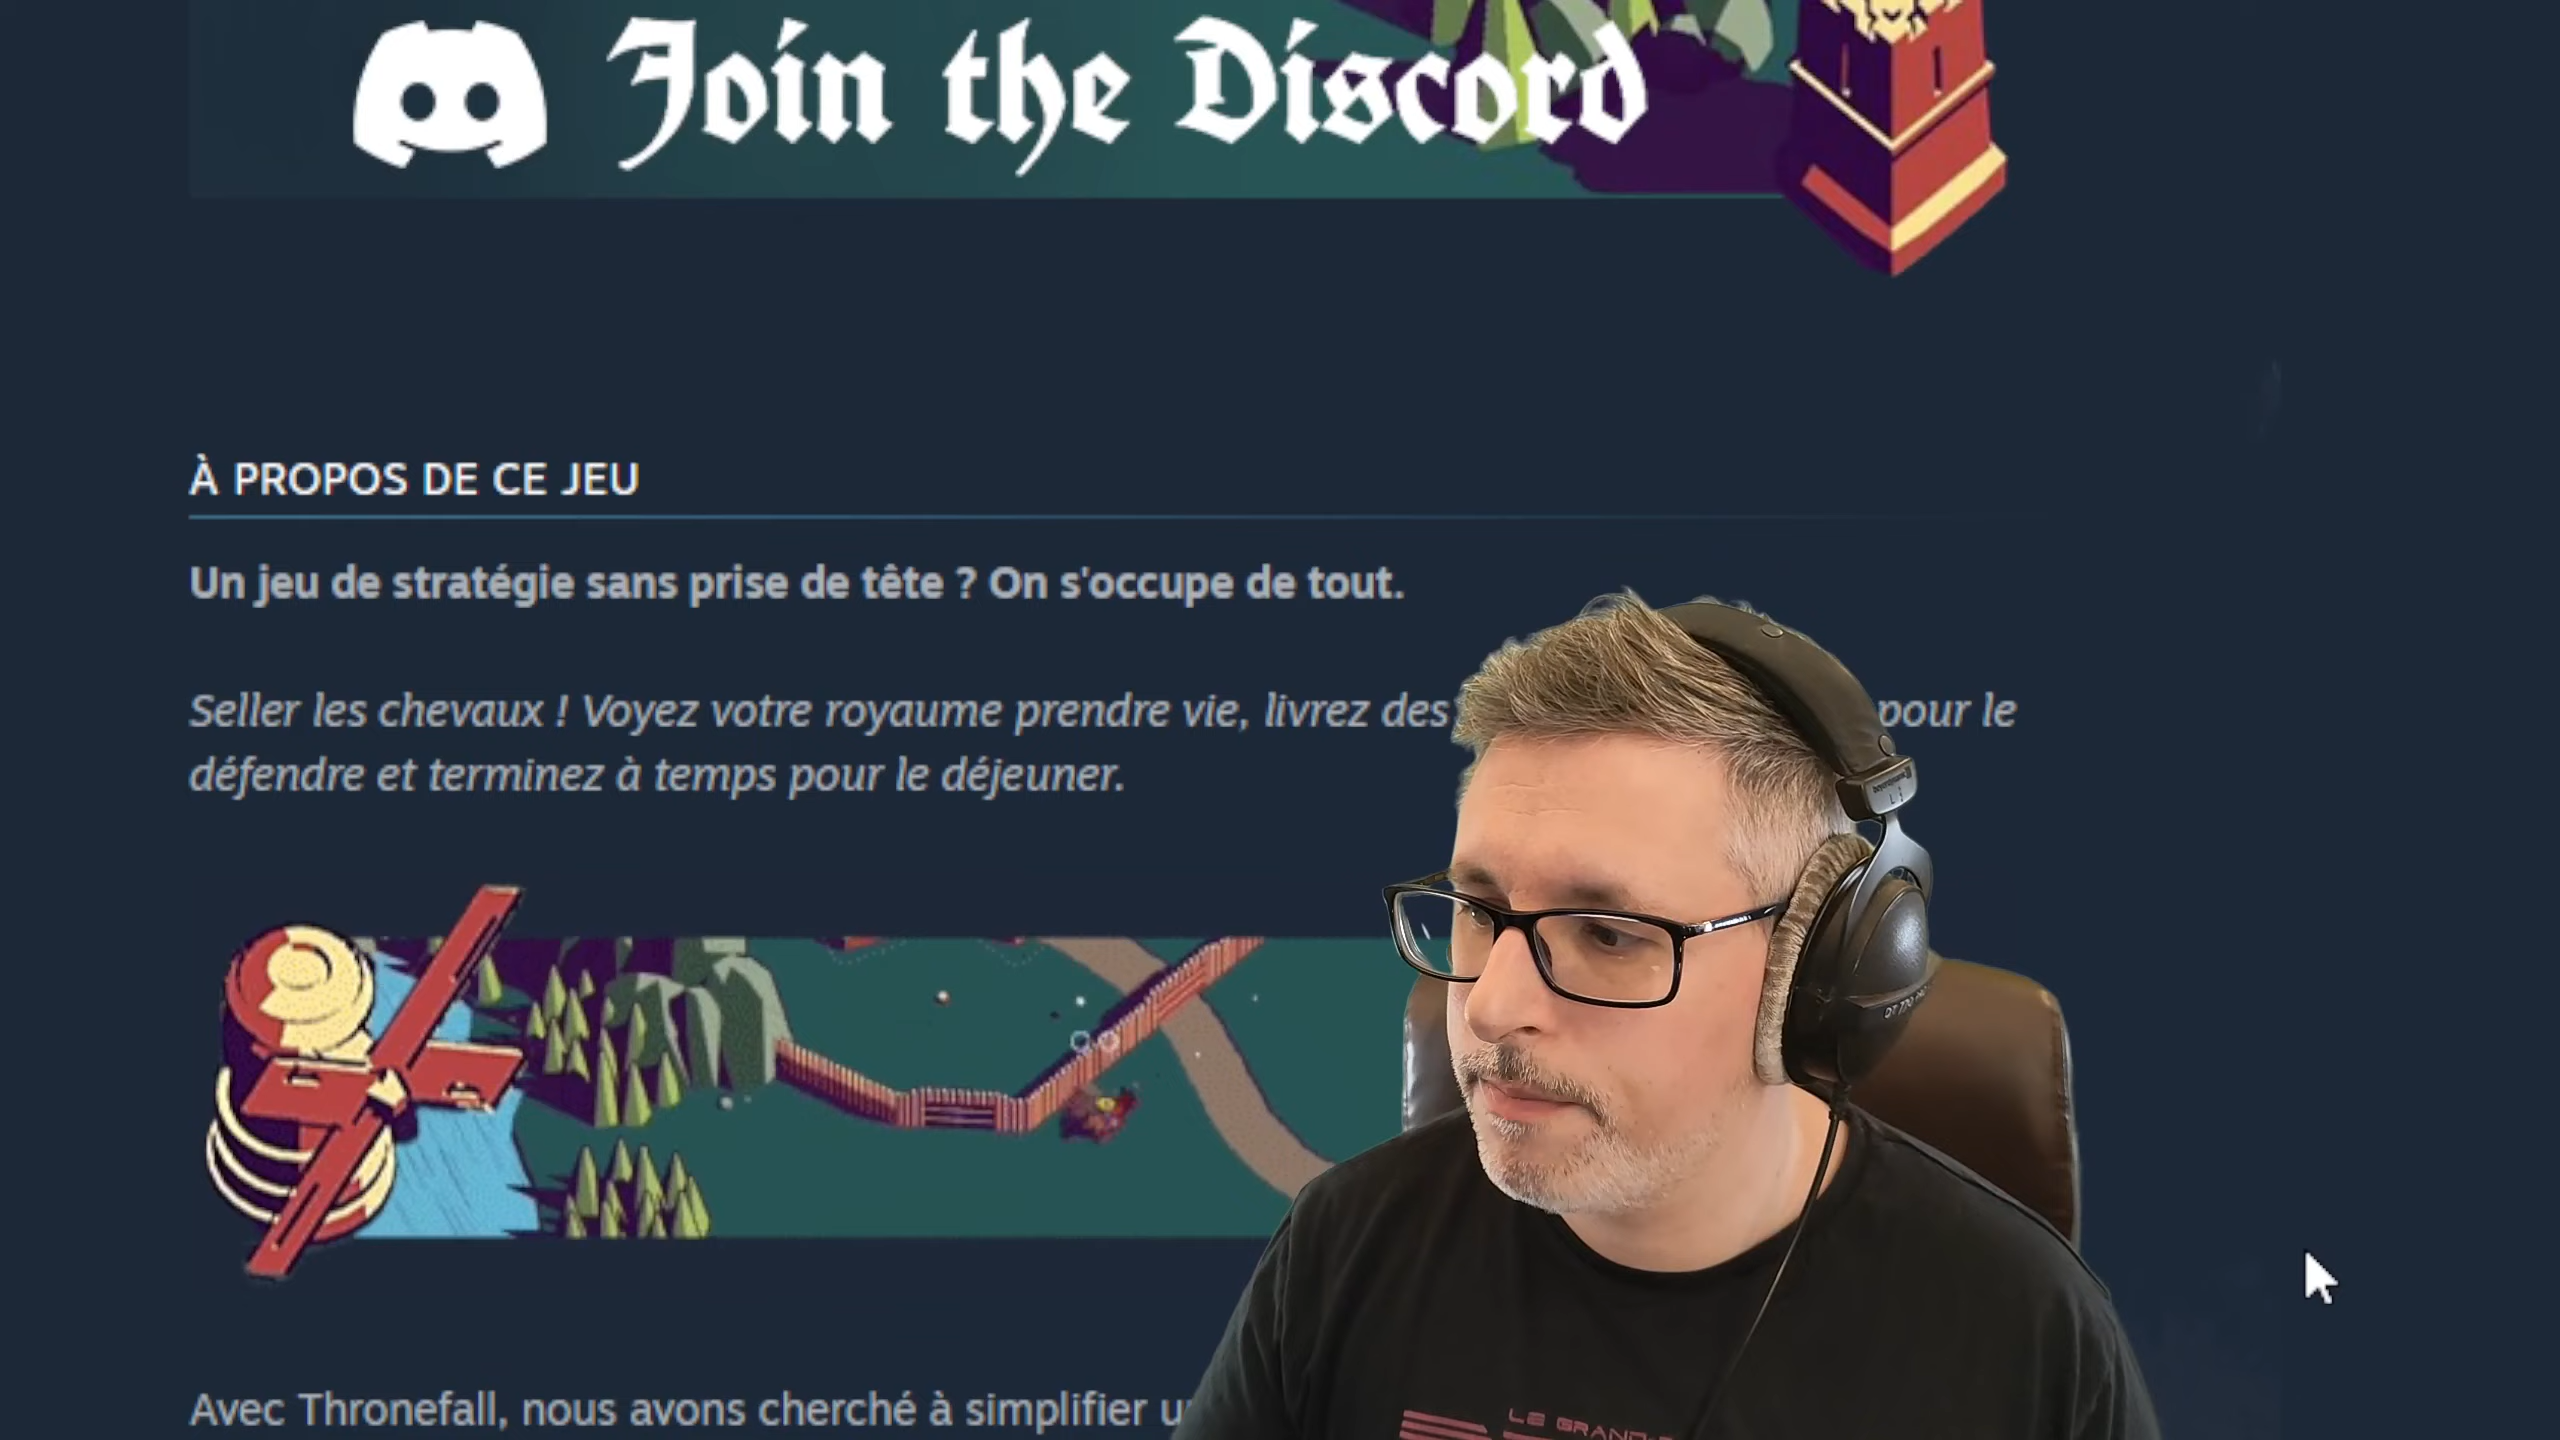 Join the Discord
À PROPOS DE CE JEU
Un jeu de stratégie sans prise de tête ? On s'occupe de tout.
Seller les chevaux ! Voyez votre royaume prendre vie, livrez des pour le
défendre et terminez à temps pour le déjeuner.
Avec Thronefall, nous avons cherché à simplifier
LE GRAND